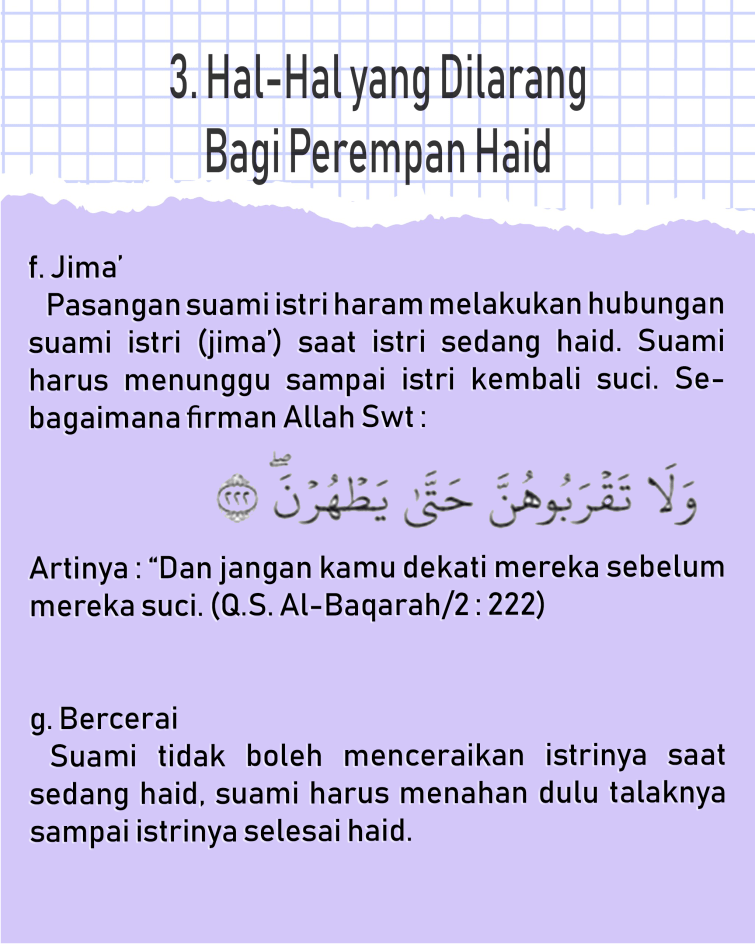 3. Hal-Hal yang Dilarang
Bagi Perempan Haid
f. Jima’
Pasangan suami istri haram melakukan hubungan
suami istri (jima’) saat istri sedang haid. Suami
harus menunggu sampai istri kembali suci. Se-
bagaimana firman Allah Swt :
وَلَا تَقْرَبُوهُنَّ حَتَّىٰ يَطْهُرْنَ ۖ ٢٢٢
Artinya : “Dan jangan kamu dekati mereka sebelum
mereka suci. (Q.S. Al-Baqarah/2 : 222)
g. Bercerai
Suami tidak boleh menceraikan istrinya saat
sedang haid, suami harus menahan dulu talaknya
sampai istrinya selesai haid.